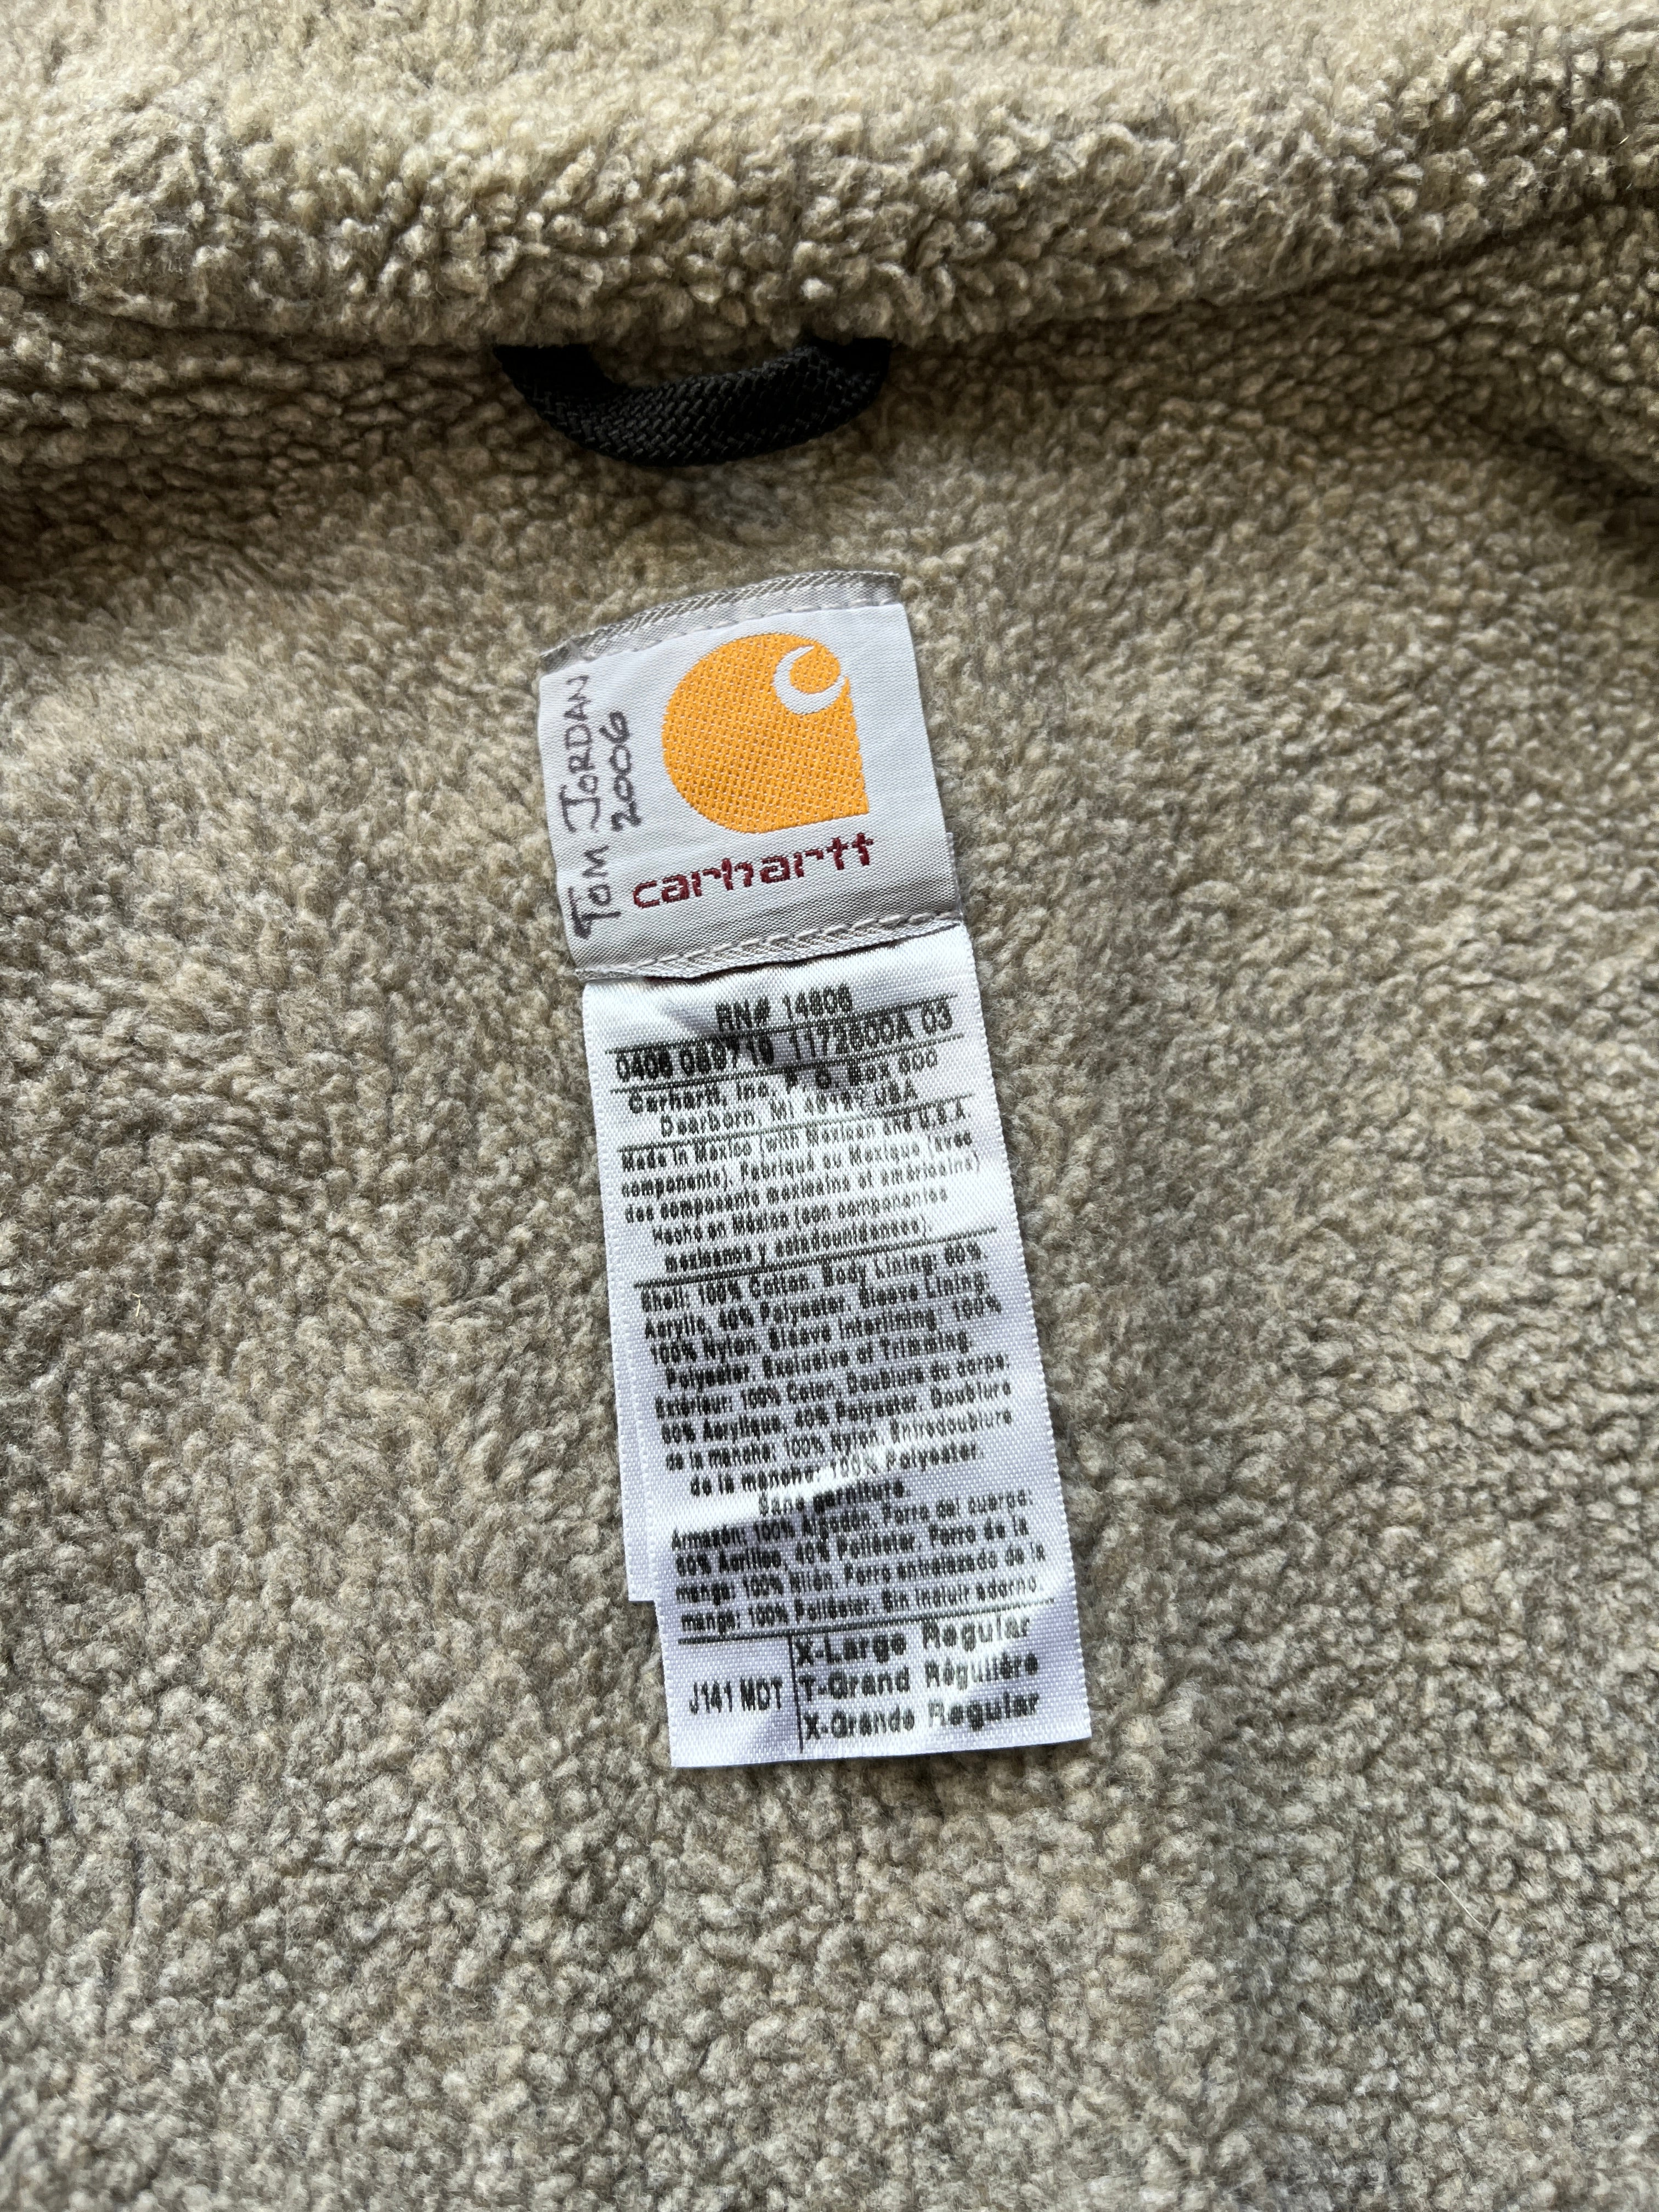 TOM JORDAN
2006
carhartt
RN# 14806
0406 089719 1172600A 03
Carhartt, Inc., P. O. Box 600
Dearborn, MI 48121 USA
Made in Mexico (with Mexican and U.S.A.
components). Fabriqué au Mexique (avec
des composants mexicains et américains)
Hecho en México (con componentes
mexicanos y estadounidenses).
Shell: 100% Cotton. Body Lining: 60%
Acrylic, 40% Polyester. Sleeve Lining:
100% Nylon. Sleeve Interlining: 100%
Polyester. Exclusive of Trimming.
Extérieur: 100% Coton. Doublure du corps:
60% Acrylique, 40% Polyester. Doublure
de la manche: 100% Nylon. Entredoublure
de la manche: 100% Polyester.
Sans garniture.
Armazón: 100% Algodón. Forro del cuerpo:
60% Acrílico, 40% Poliéster. Forro de la
manga: 100% Nilón. Forro entrelazado de la
manga: 100% Poliéster. Sin incluir adorno.
J141 MDT
X-Large Regular
T-Grand Régulière
X-Grande Regular